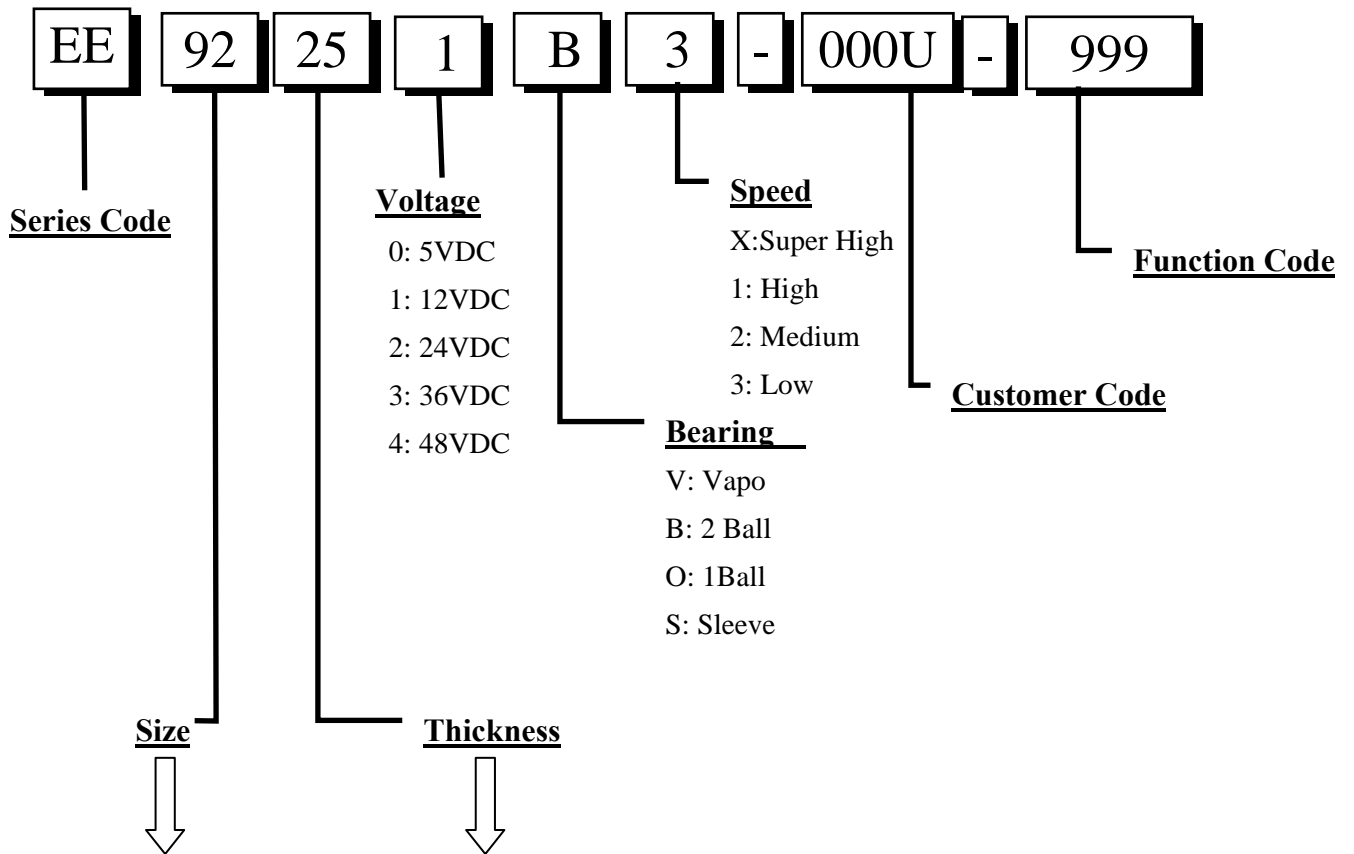 EE 92 25 1 B 3 - 000U - 999
Series Code
Voltage
0: 5VDC
1: 12VDC
2: 24VDC
3: 36VDC
4: 48VDC
Speed
X:Super High
1: High
2: Medium
3: Low
Function Code
Customer Code
Bearing
V: Vapo
B: 2 Ball
O: 1Ball
S: Sleeve
Size
Thickness